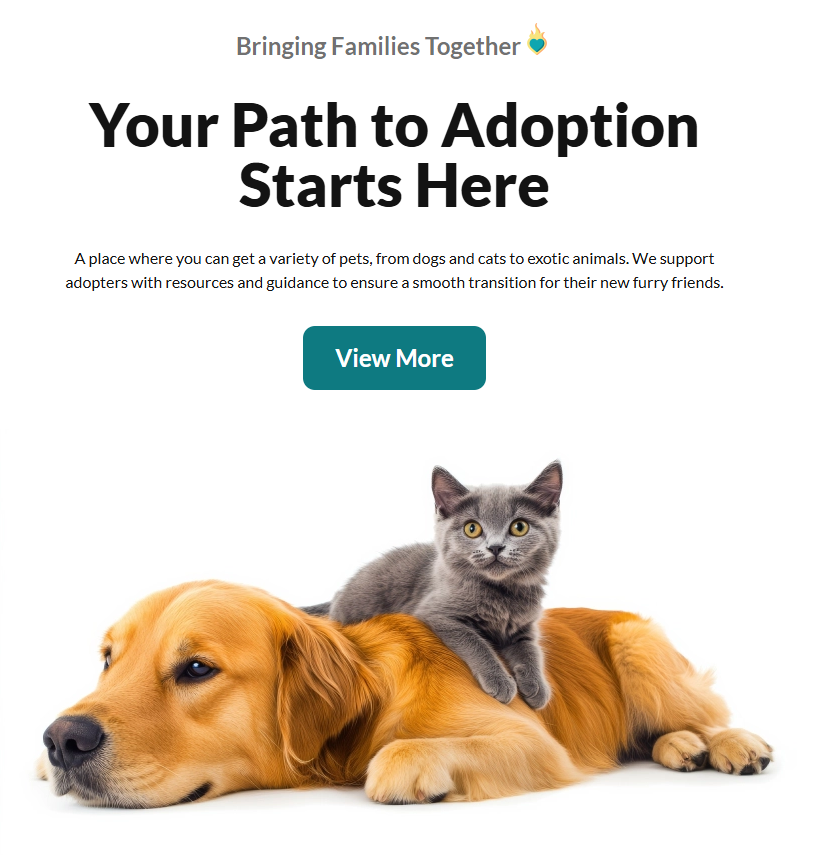 Bringing Families Together
Your Path to Adoption
Starts Here
A place where you can get a variety of pets, from dogs and cats to exotic animals. We support
adopters with resources and guidance to ensure a smooth transition for their new furry friends.
View More